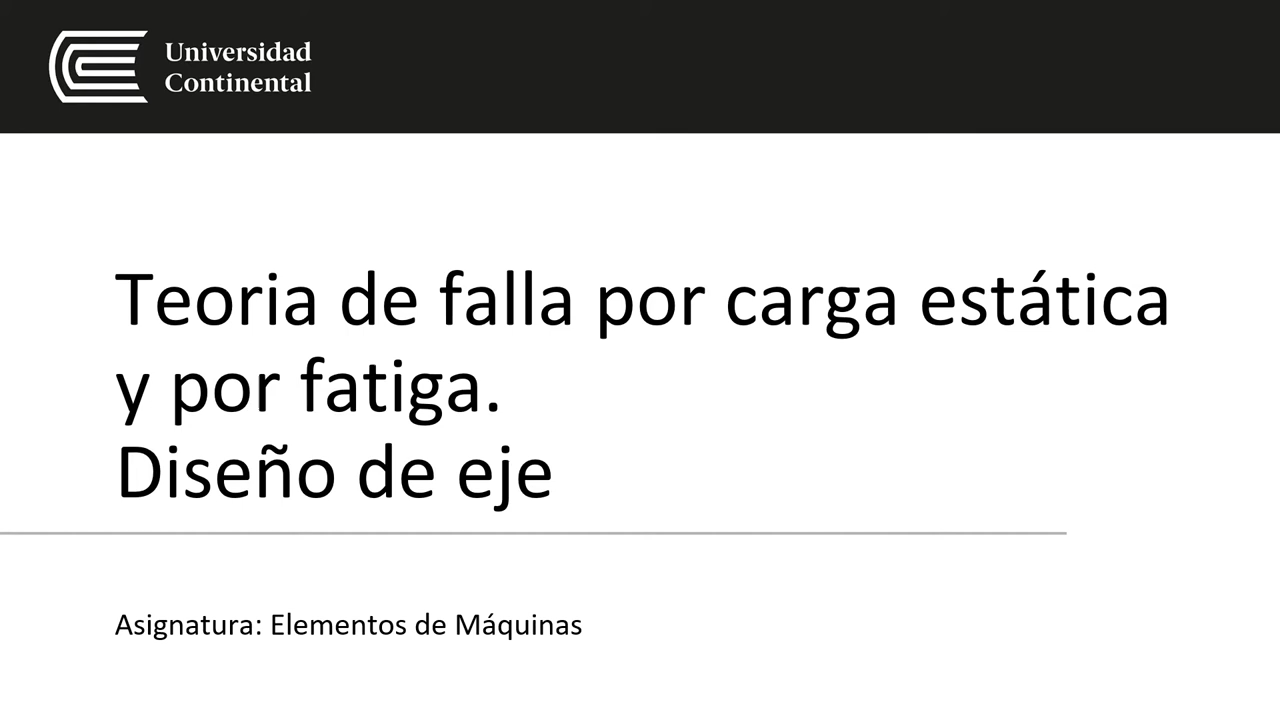 Universidad
Continental
Teoria de falla por carga estática
y por fatiga.
Diseño de eje
Asignatura: Elementos de Máquinas